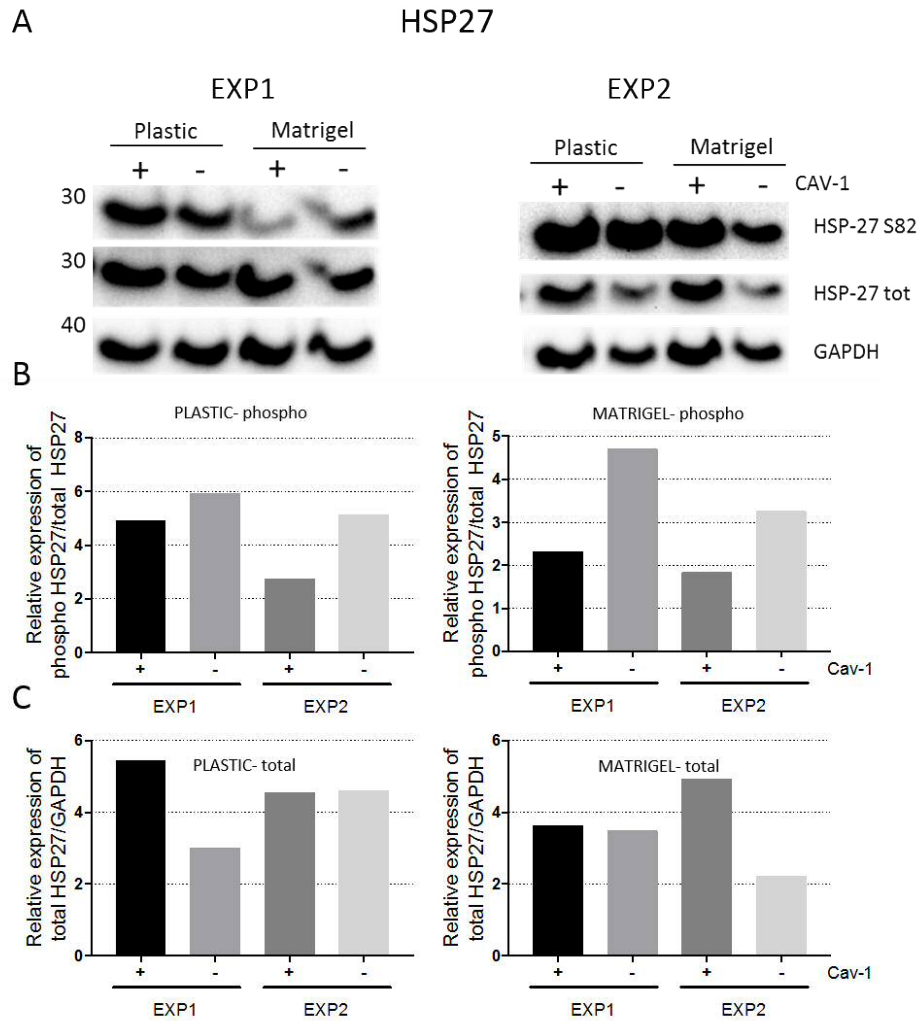 A
HSP27
EXP1
EXP2
Plastic
Matrigel
Plastic
Matrigel
+ - + -
+ - + -
CAV-1
30
HSP-27 S82
30
HSP-27 tot
40
GAPDH
B
PLASTIC- phospho
Relative expression of
phospho HSP27/total HSP27
8
6
4
2
0
+ - + -
EXP1
EXP2
MATRIGEL- phospho
Relative expression of
phospho HSP27/total HSP27
5
4
3
2
1
0
+ - + -
Cav-1
EXP1
EXP2
C
PLASTIC- total
Relative expression of
total HSP27/GAPDH
6
4
2
0
+ - + -
EXP1
EXP2
MATRIGEL- total
Relative expression of
total HSP27/GAPDH
6
4
2
0
+ - + -
Cav-1
EXP1
EXP2